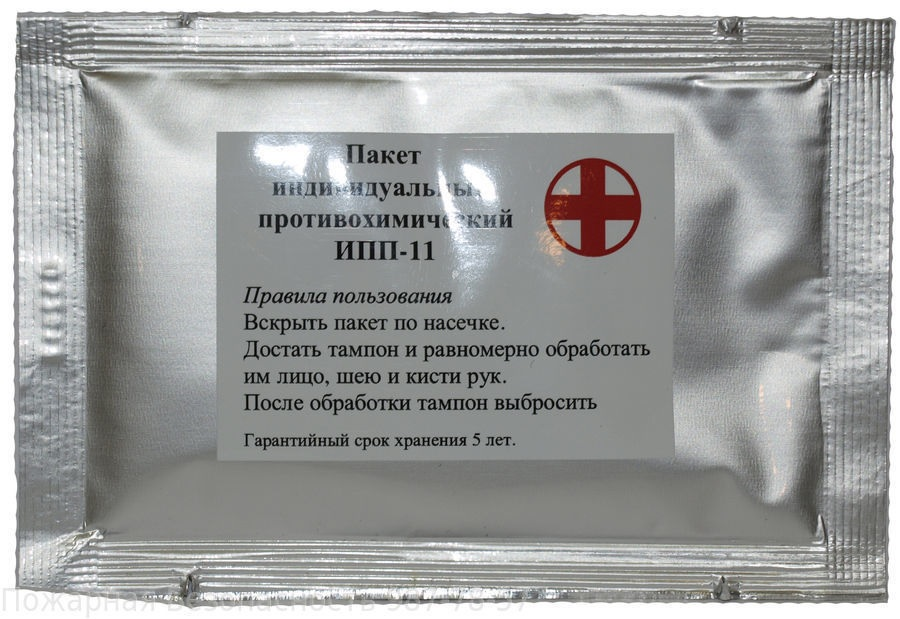 Пакет
индивидуальный
противохимический
ИПП-11
Правила пользования
Вскрыть пакет по насечке.
Достать тампон и равномерно обработать
им лицо, шею и кисти рук.
После обработки тампон выбросить
Гарантийный срок хранения 5 лет.
Пожарная Безопасность 987-78-57